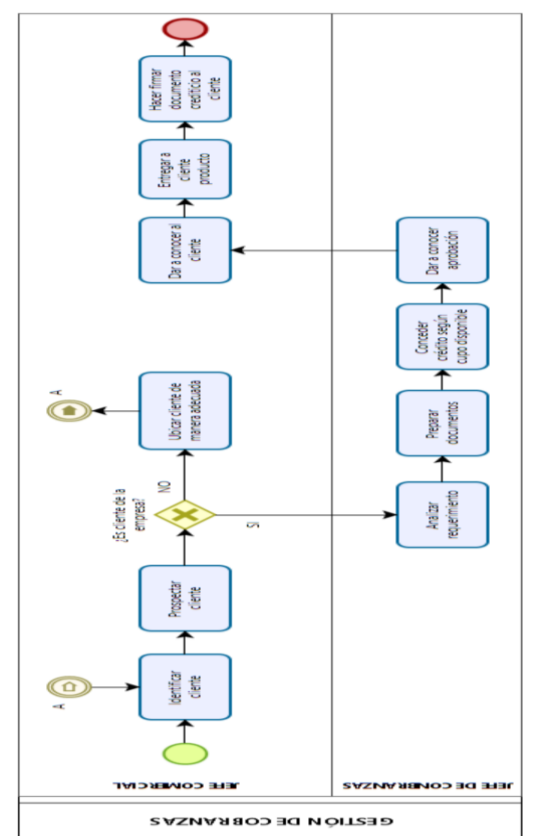 GESTIÓN DE COBRANZAS
JEFE COMERCIAL
JEFE DE CONBRANZAS
A
Identificar
cliente
Prospectar
cliente
¿Es cliente de la
empresa?
NO
SI
Ubicar cliente de
manera adecuada
A
Analizar
requerimiento
Preparar
documentos
Conceder
crédito según
cupo disponible
Dar a conocer
aprobación
Dar a conocer al
cliente
Entregar a
cliente
producto
Hacer firmar
documento
crediticio al
cliente